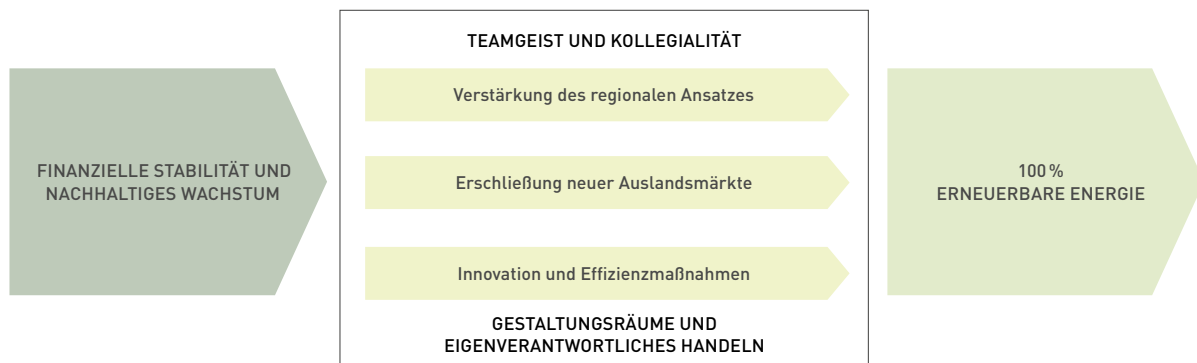 FINANZIELLE STABILITÄT UND
NACHHALTIGES WACHSTUM
TEAMGEIST UND KOLLEGIALITÄT
Verstärkung des regionalen Ansatzes
Erschließung neuer Auslandsmärkte
Innovation und Effizienzmaßnahmen
GESTALTUNGSRÄUME UND
EIGENVERANTWORTLICHES HANDELN
100 %
ERNEUERBARE ENERGIE